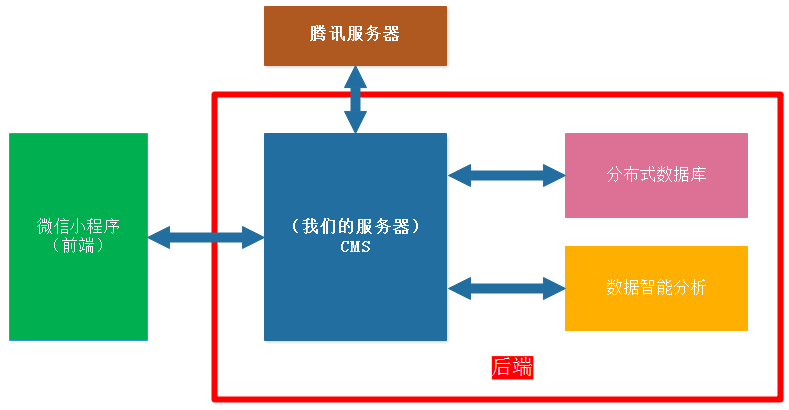 腾讯服务器
微信小程序
（前端）
（我们的服务器）
CMS
分布式数据库
数据智能分析
后端